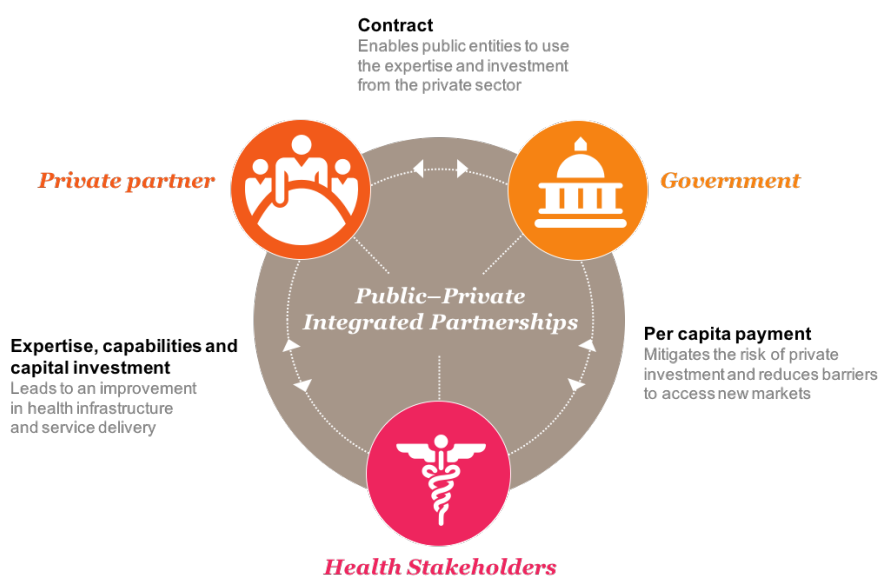 Contract
Enables public entities to use
the expertise and investment
from the private sector
Private partner
Government
Public–Private
Integrated Partnerships
Expertise, capabilities and
capital investment
Leads to an improvement
in health infrastructure
and service delivery
Per capita payment
Mitigates the risk of private
investment and reduces barriers
to access new markets
Health Stakeholders